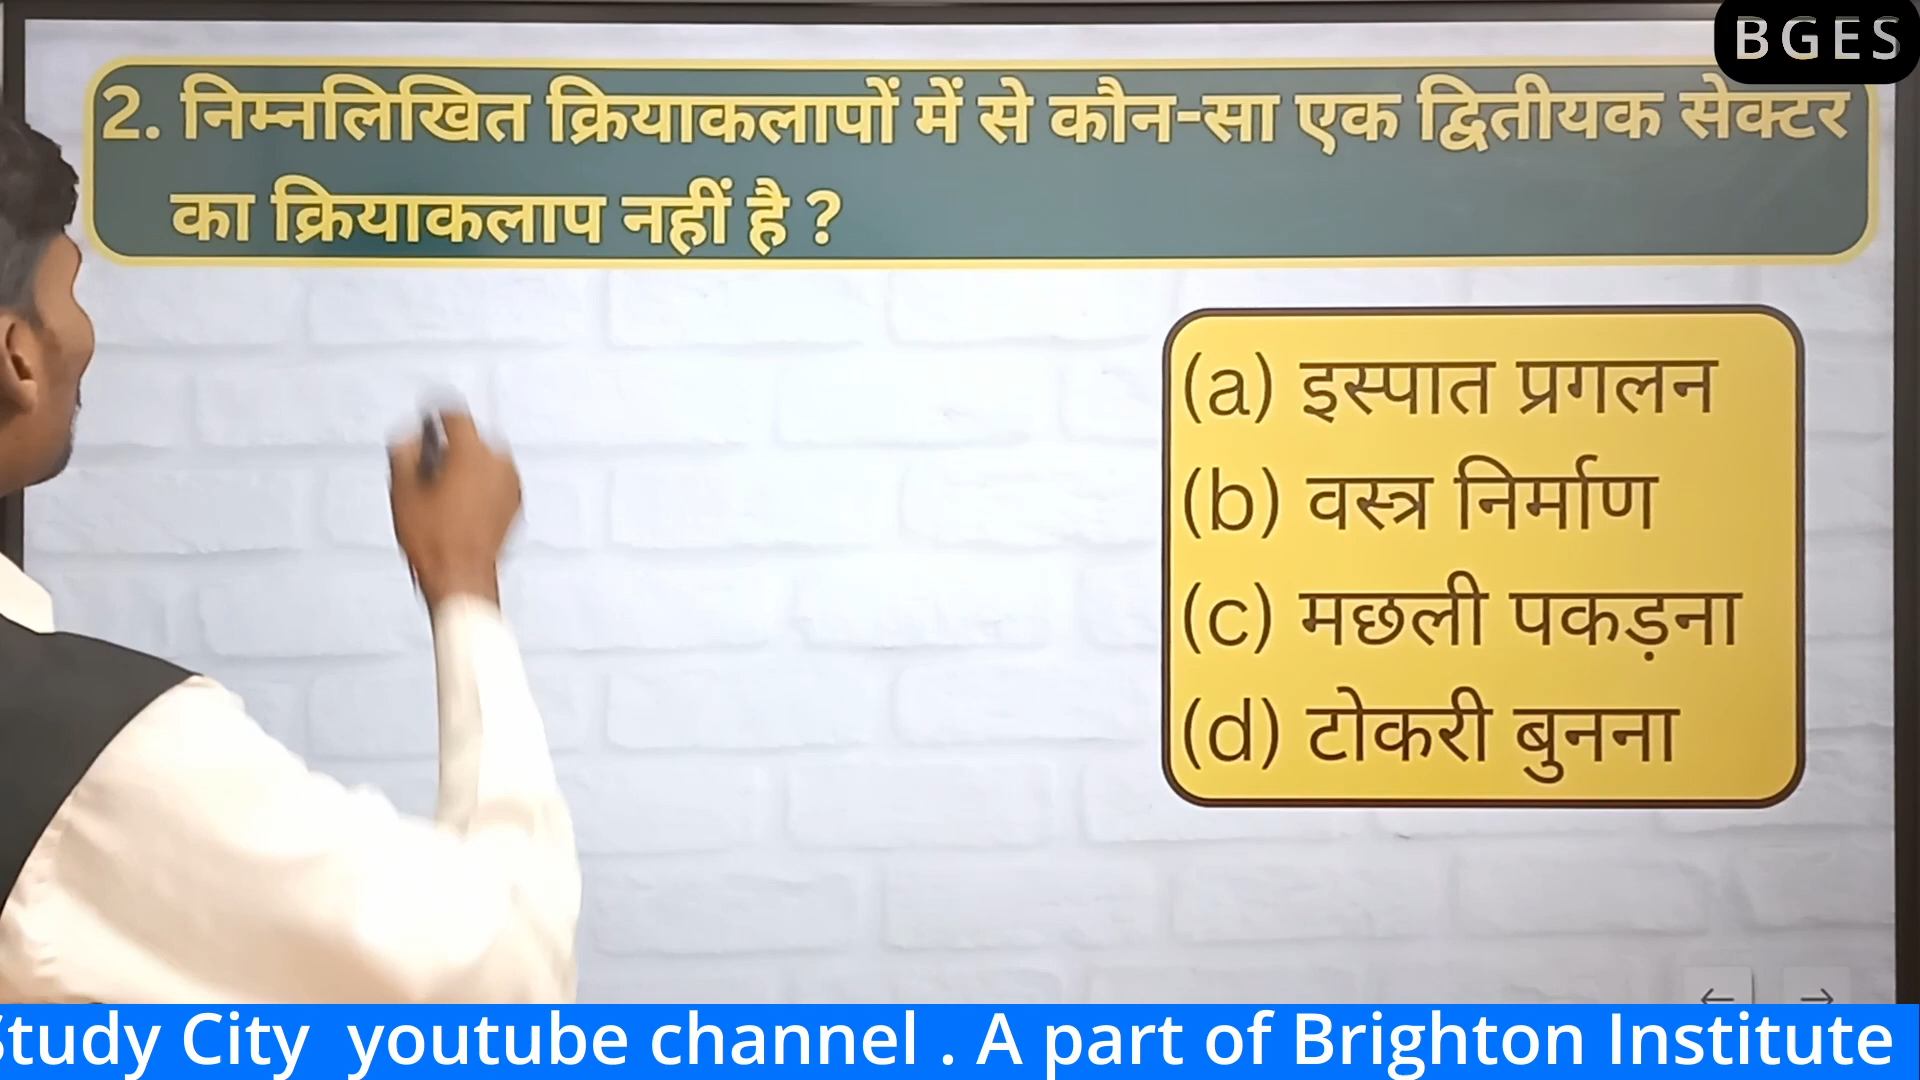 BGES
2. निम्नलिखित क्रियाकलापों में से कौन-सा एक द्वितीयक सेक्टर
का क्रियाकलाप नहीं है ?
(a) इस्पात प्रगलन
(b) वस्त्र निर्माण
(c) मछली पकड़ना
(d) टोकरी बुनना
Study City youtube channel . A part of Brighton Institute